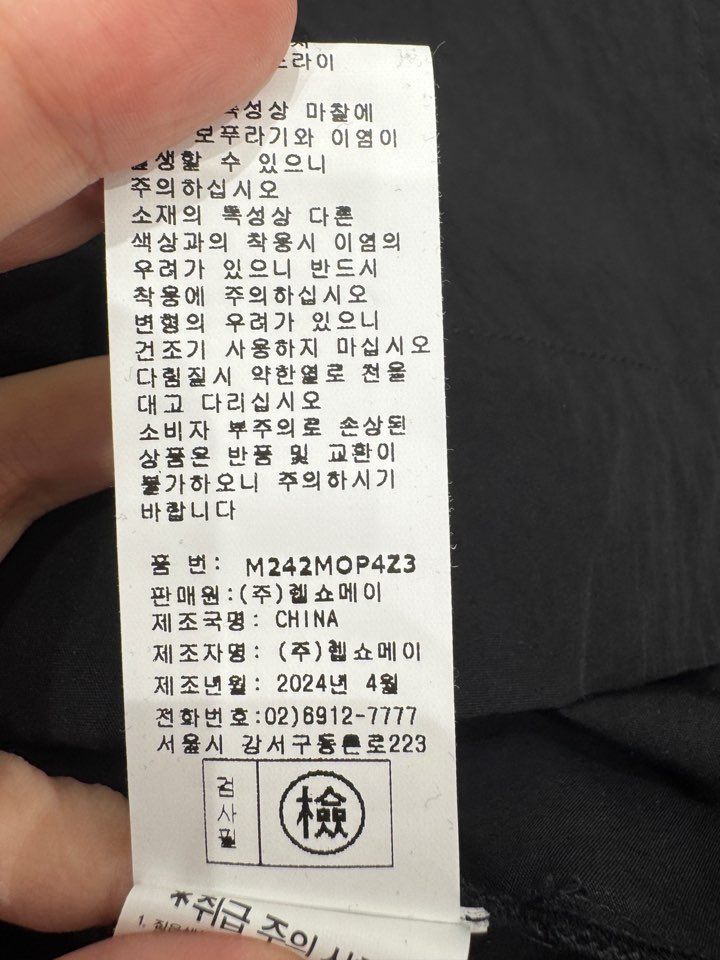 드라이
특성상 마찰에
보푸라기와 이염이
발생할 수 있으니
주의하십시오
소재의 특성상 다른
색상과의 착용시 이염의
우려가 있으니 반드시
착용에 주의하십시오
변형의 우려가 있으니
건조기 사용하지 마십시오
다림질시 약한열로 천을
대고 다리십시오
소비자 부주의로 손상된
상품은 반품 및 교환이
불가하오니 주의하시기
바랍니다
품 번: M242MOP4Z3
판매원:(주)렙쇼메이
제조국명: CHINA
제조자명: (주)렙쇼메이
제조년월: 2024년 4월
전화번호:02)6912-7777
서울시 강서구등촌로223
검사필 檢
*취급 주의